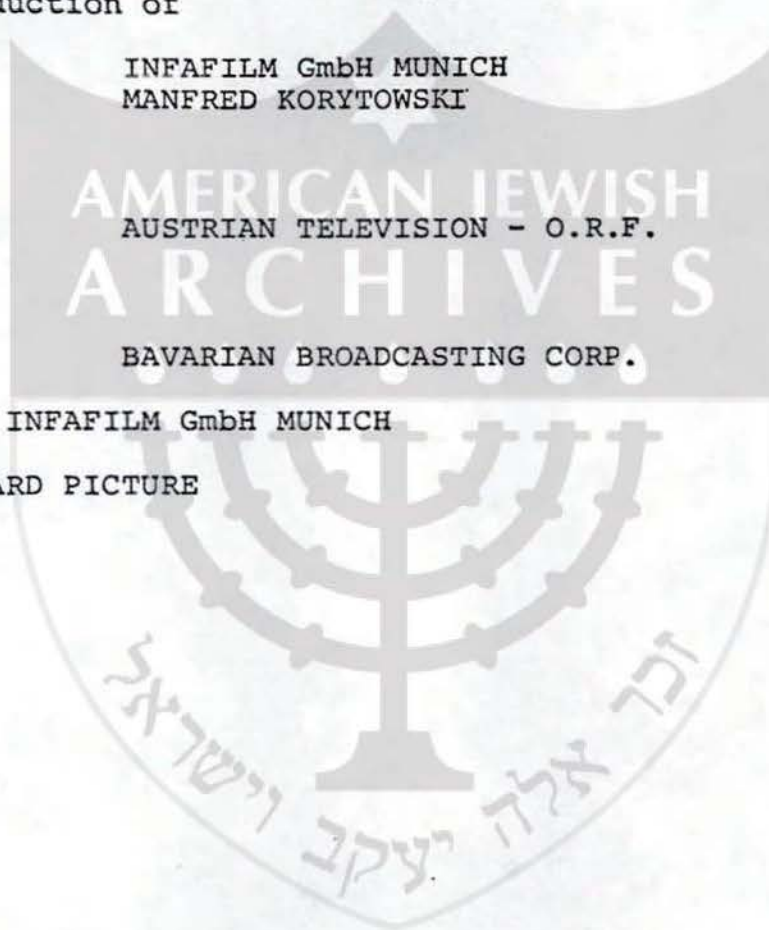 duction of
INFAFILM GmbH MUNICH
MANFRED KORYTOWSKI
AMERICAN JEWISH
AUSTRIAN TELEVISION - O.R.F.
ARCHIVES
BAVARIAN BROADCASTING CORP.
INFAFILM GmbH MUNICH
ARD PICTURE
זכר אלה יעקב וישראל